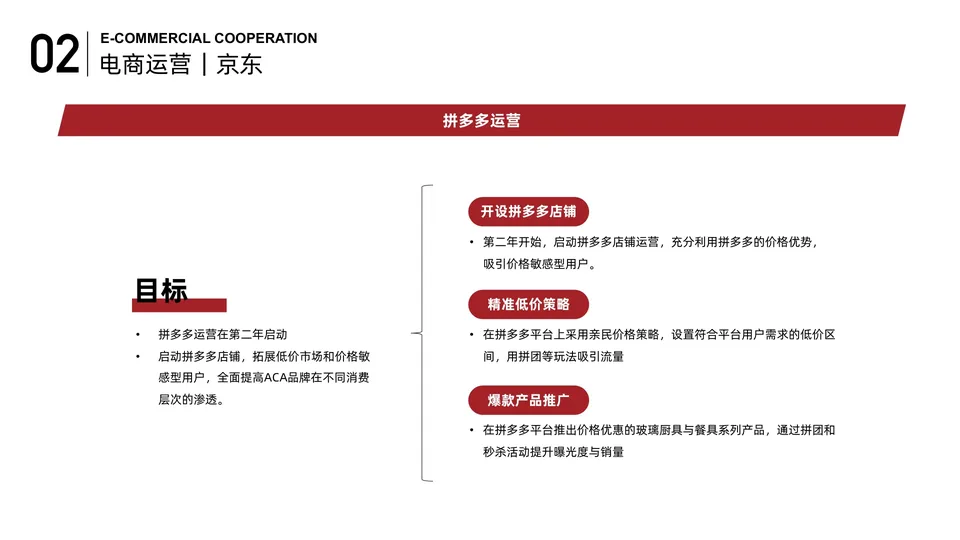 02
E-COMMERCIAL COOPERATION
电商运营｜京东
拼多多运营
目标
• 拼多多运营在第二年启动
• 启动拼多多店铺，拓展低价市场和价格敏
感型用户，全面提高ACA品牌在不同消费
层次的渗透。
开设拼多多店铺
• 第二年开始，启动拼多多店铺运营，充分利用拼多多的价格优势，
吸引价格敏感型用户。
精准低价策略
• 在拼多多平台上采用亲民价格策略，设置符合平台用户需求的低价区
间，用拼团等玩法吸引流量
爆款产品推广
• 在拼多多平台推出价格优惠的玻璃厨具与餐具系列产品，通过拼团和
秒杀活动提升曝光度与销量